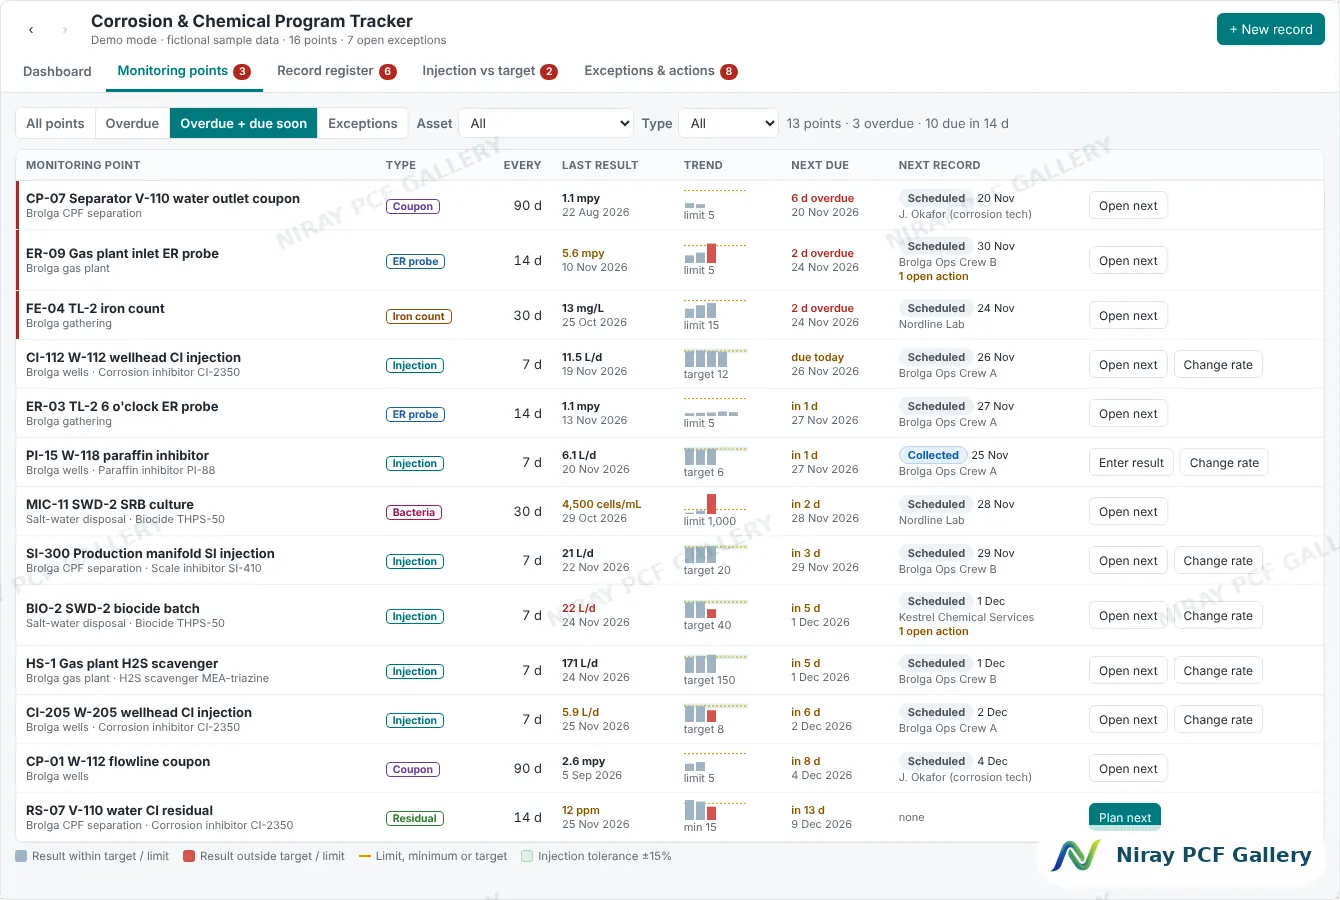 Corrosion & Chemical Program Tracker
Demo mode · fictional sample data · 16 points · 7 open exceptions
+ New record
Dashboard
Monitoring points 3
Record register 6
Injection vs target 2
Exceptions & actions 8
All points
Overdue
Overdue + due soon
Exceptions
Asset
All
Type
All
13 points · 3 overdue · 10 due in 14 d
MONITORING POINT TYPE EVERY LAST RESULT TREND NEXT DUE NEXT RECORD
CP-07 Separator V-110 water outlet coupon
Brolga CPF separation
Coupon
90 d
1.1 mpy
22 Aug 2026
limit 5
6 d overdue
20 Nov 2026
Scheduled 20 Nov
J. Okafor (corrosion tech)
Open next
ER-09 Gas plant inlet ER probe
Brolga gas plant
ER probe
14 d
5.6 mpy
10 Nov 2026
limit 5
2 d overdue
24 Nov 2026
Scheduled 30 Nov
Brolga Ops Crew B
1 open action
Open next
FE-04 TL-2 iron count
Brolga gathering
Iron count
30 d
13 mg/L
25 Oct 2026
limit 15
2 d overdue
24 Nov 2026
Scheduled 24 Nov
Nordline Lab
Open next
CI-112 W-112 wellhead CI injection
Brolga wells · Corrosion inhibitor CI-2350
Injection
7 d
11.5 L/d
19 Nov 2026
target 12
due today
26 Nov 2026
Scheduled 26 Nov
Brolga Ops Crew A
Open next
Change rate
ER-03 TL-2 6 o'clock ER probe
Brolga gathering
ER probe
14 d
1.1 mpy
13 Nov 2026
limit 5
in 1 d
27 Nov 2026
Scheduled 27 Nov
Brolga Ops Crew A
Open next
PI-15 W-118 paraffin inhibitor
Brolga wells · Paraffin inhibitor PI-88
Injection
7 d
6.1 L/d
20 Nov 2026
target 6
in 1 d
27 Nov 2026
Collected 25 Nov
Brolga Ops Crew A
Enter result
Change rate
MIC-11 SWD-2 SRB culture
Salt-water disposal · Biocide THPS-50
Bacteria
30 d
4,500 cells/mL
29 Oct 2026
limit 1,000
in 2 d
28 Nov 2026
Scheduled 28 Nov
Nordline Lab
Open next
SI-300 Production manifold SI injection
Brolga CPF separation · Scale inhibitor SI-410
Injection
7 d
21 L/d
22 Nov 2026
target 20
in 3 d
29 Nov 2026
Scheduled 29 Nov
Brolga Ops Crew B
Open next
Change rate
BIO-2 SWD-2 biocide batch
Salt-water disposal · Biocide THPS-50
Injection
7 d
22 L/d
24 Nov 2026
target 40
in 5 d
1 Dec 2026
Scheduled 1 Dec
Kestrel Chemical Services
1 open action
Open next
Change rate
HS-1 Gas plant H2S scavenger
Brolga gas plant · H2S scavenger MEA-triazine
Injection
7 d
171 L/d
24 Nov 2026
target 150
in 5 d
1 Dec 2026
Scheduled 1 Dec
Brolga Ops Crew B
Open next
Change rate
CI-205 W-205 wellhead CI injection
Brolga wells · Corrosion inhibitor CI-2350
Injection
7 d
5.9 L/d
25 Nov 2026
target 8
in 6 d
2 Dec 2026
Scheduled 2 Dec
Brolga Ops Crew A
Open next
Change rate
CP-01 W-112 flowline coupon
Brolga wells
Coupon
90 d
2.6 mpy
5 Sep 2026
limit 5
in 8 d
4 Dec 2026
Scheduled 4 Dec
J. Okafor (corrosion tech)
Open next
RS-07 V-110 water CI residual
Brolga CPF separation · Corrosion inhibitor CI-2350
Residual
14 d
12 ppm
25 Nov 2026
min 15
in 13 d
9 Dec 2026
none
Plan next
Result within target / limit
Result outside target / limit
Limit, minimum or target
Injection tolerance ±15%
Niray PCF Gallery
NIRAY PCF GALLERY
NIRAY PCF GALLERY
NIRAY PCF GALLERY
NIRAY PCF GALLERY